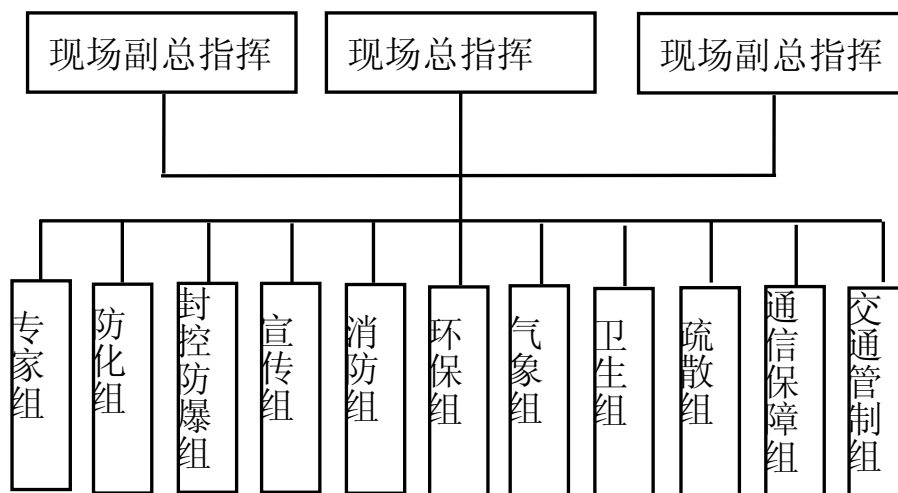 现场副总指挥
现场总指挥
现场副总指挥
专家组
防化组
封控防爆组
宣传组
消防组
环保组
气象组
卫生组
疏散组
通信保障组
交通管制组